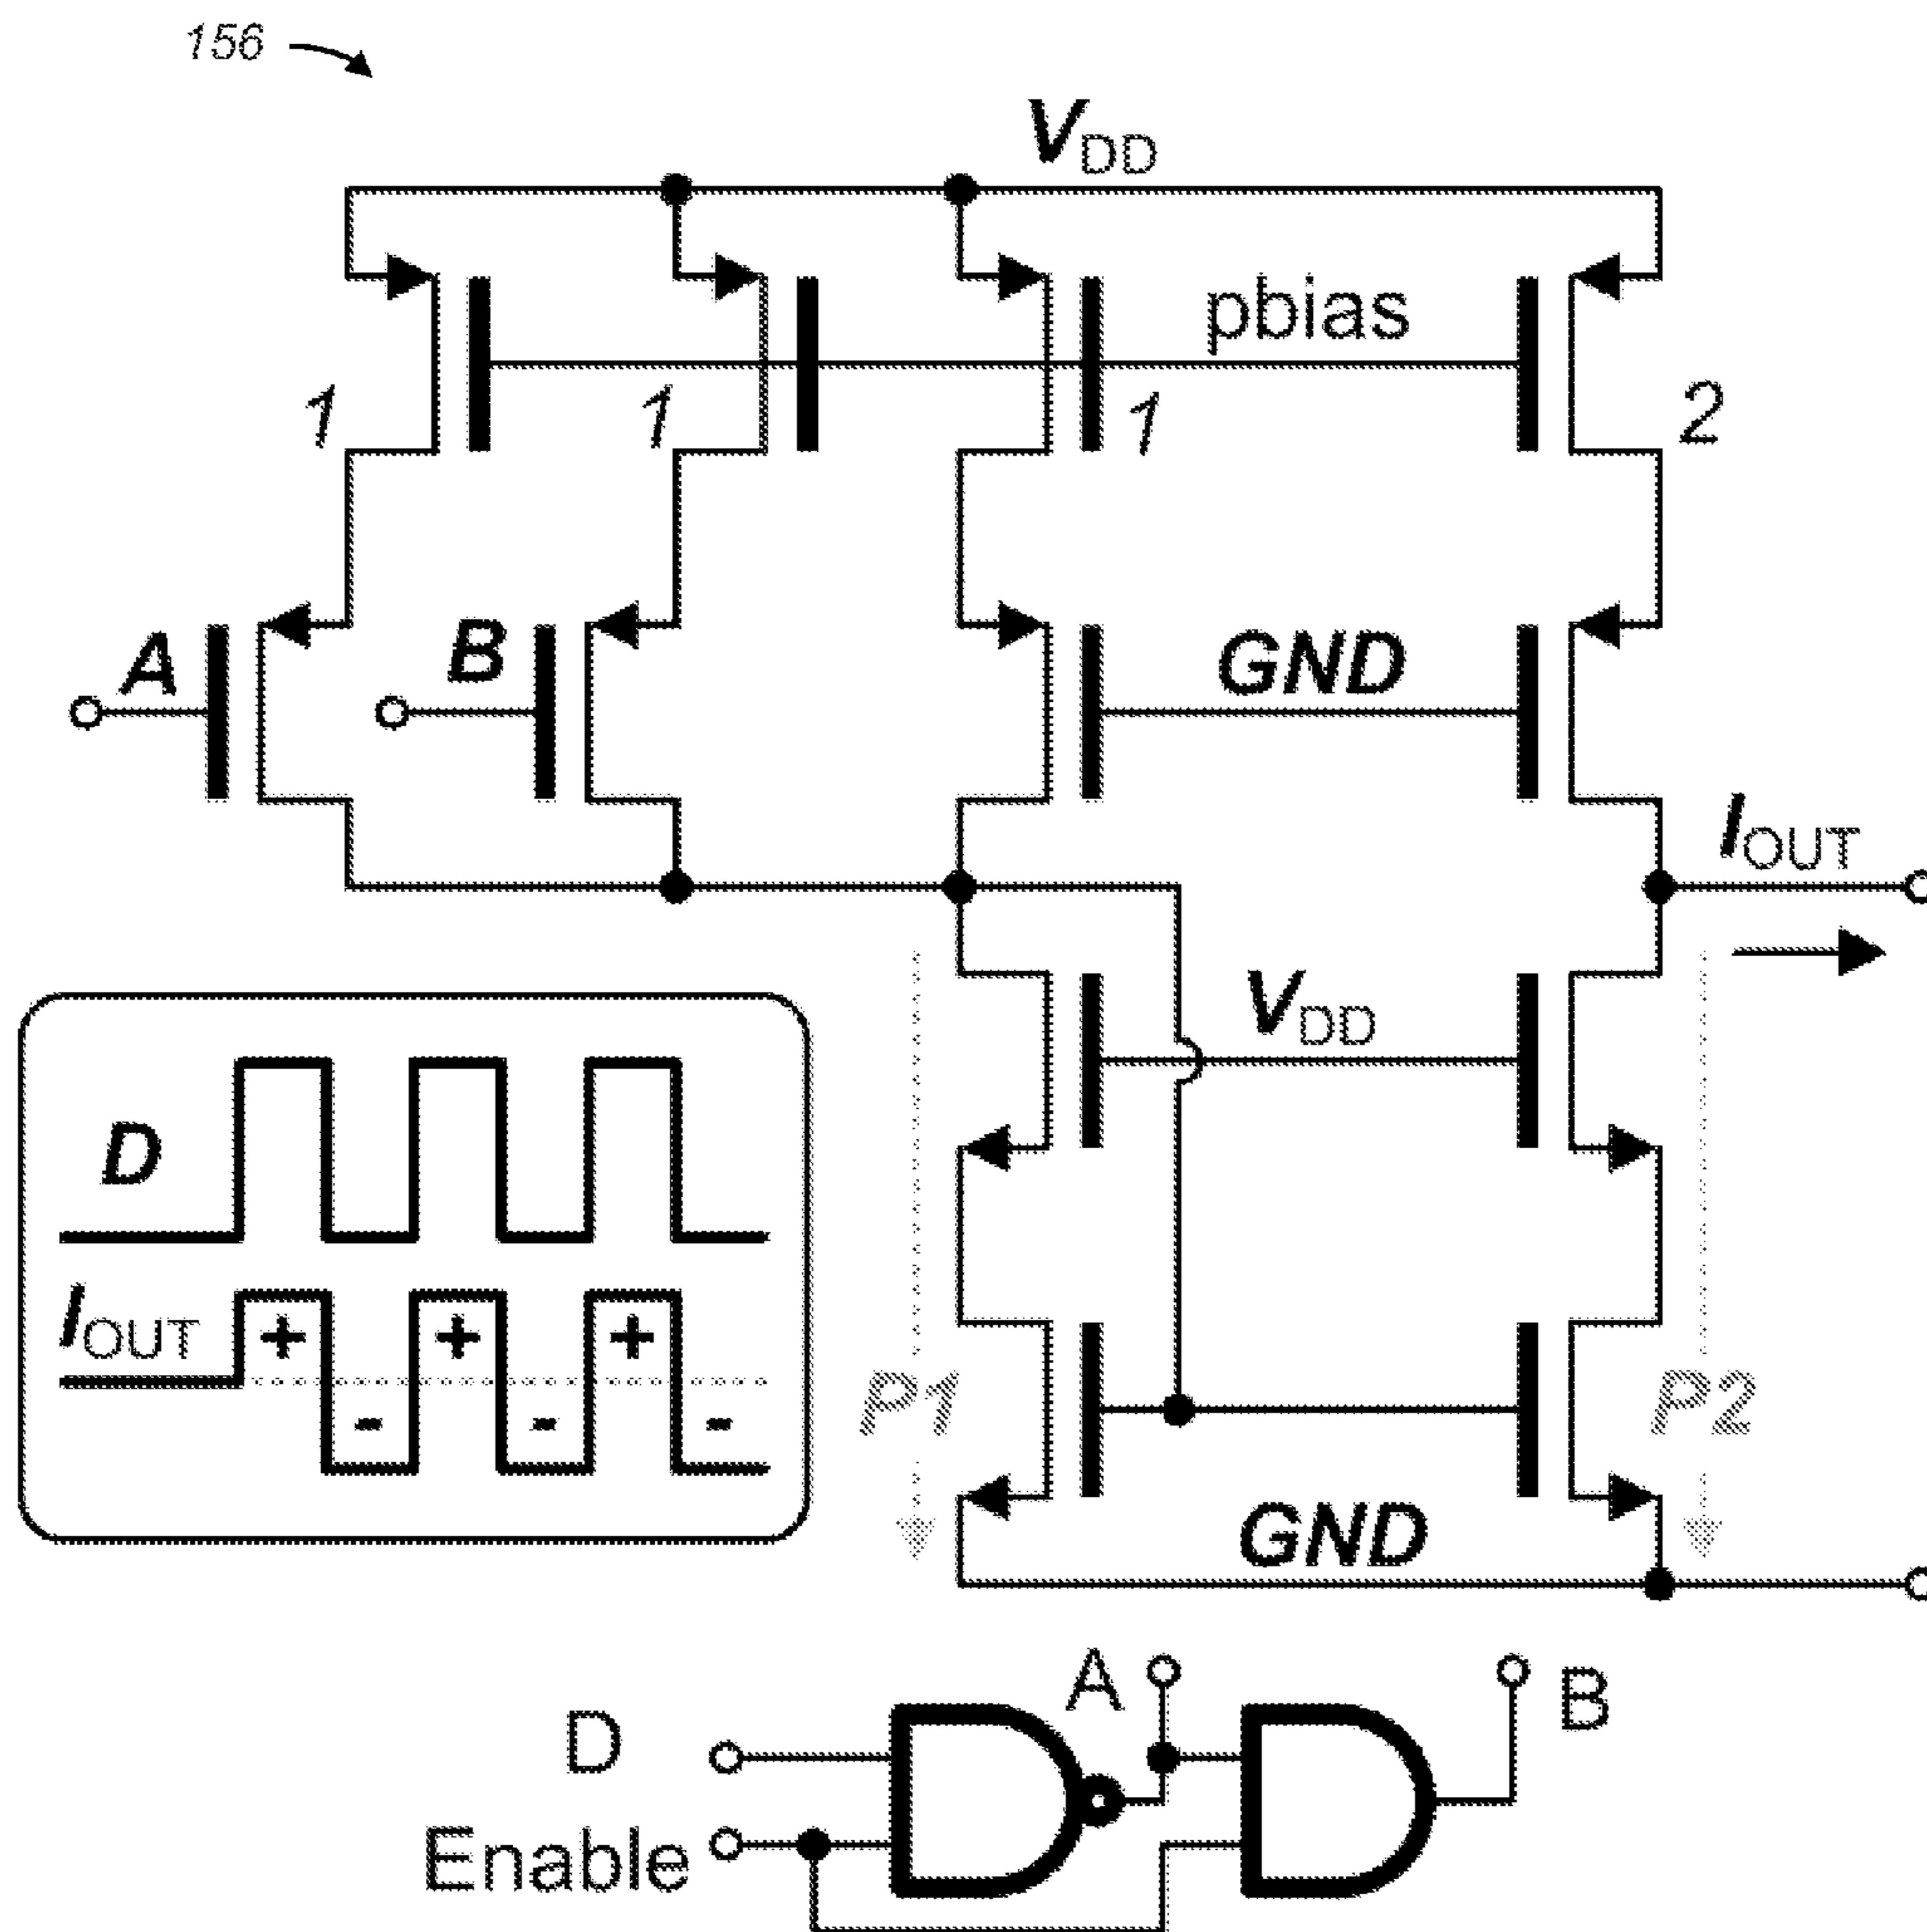 156
VDD
pbias
1
1
1
2
A
B
GND
IOUT
VDD
D
IOUT
+
+
+
-
-
-
P1
P2
GND
A
B
D
Enable